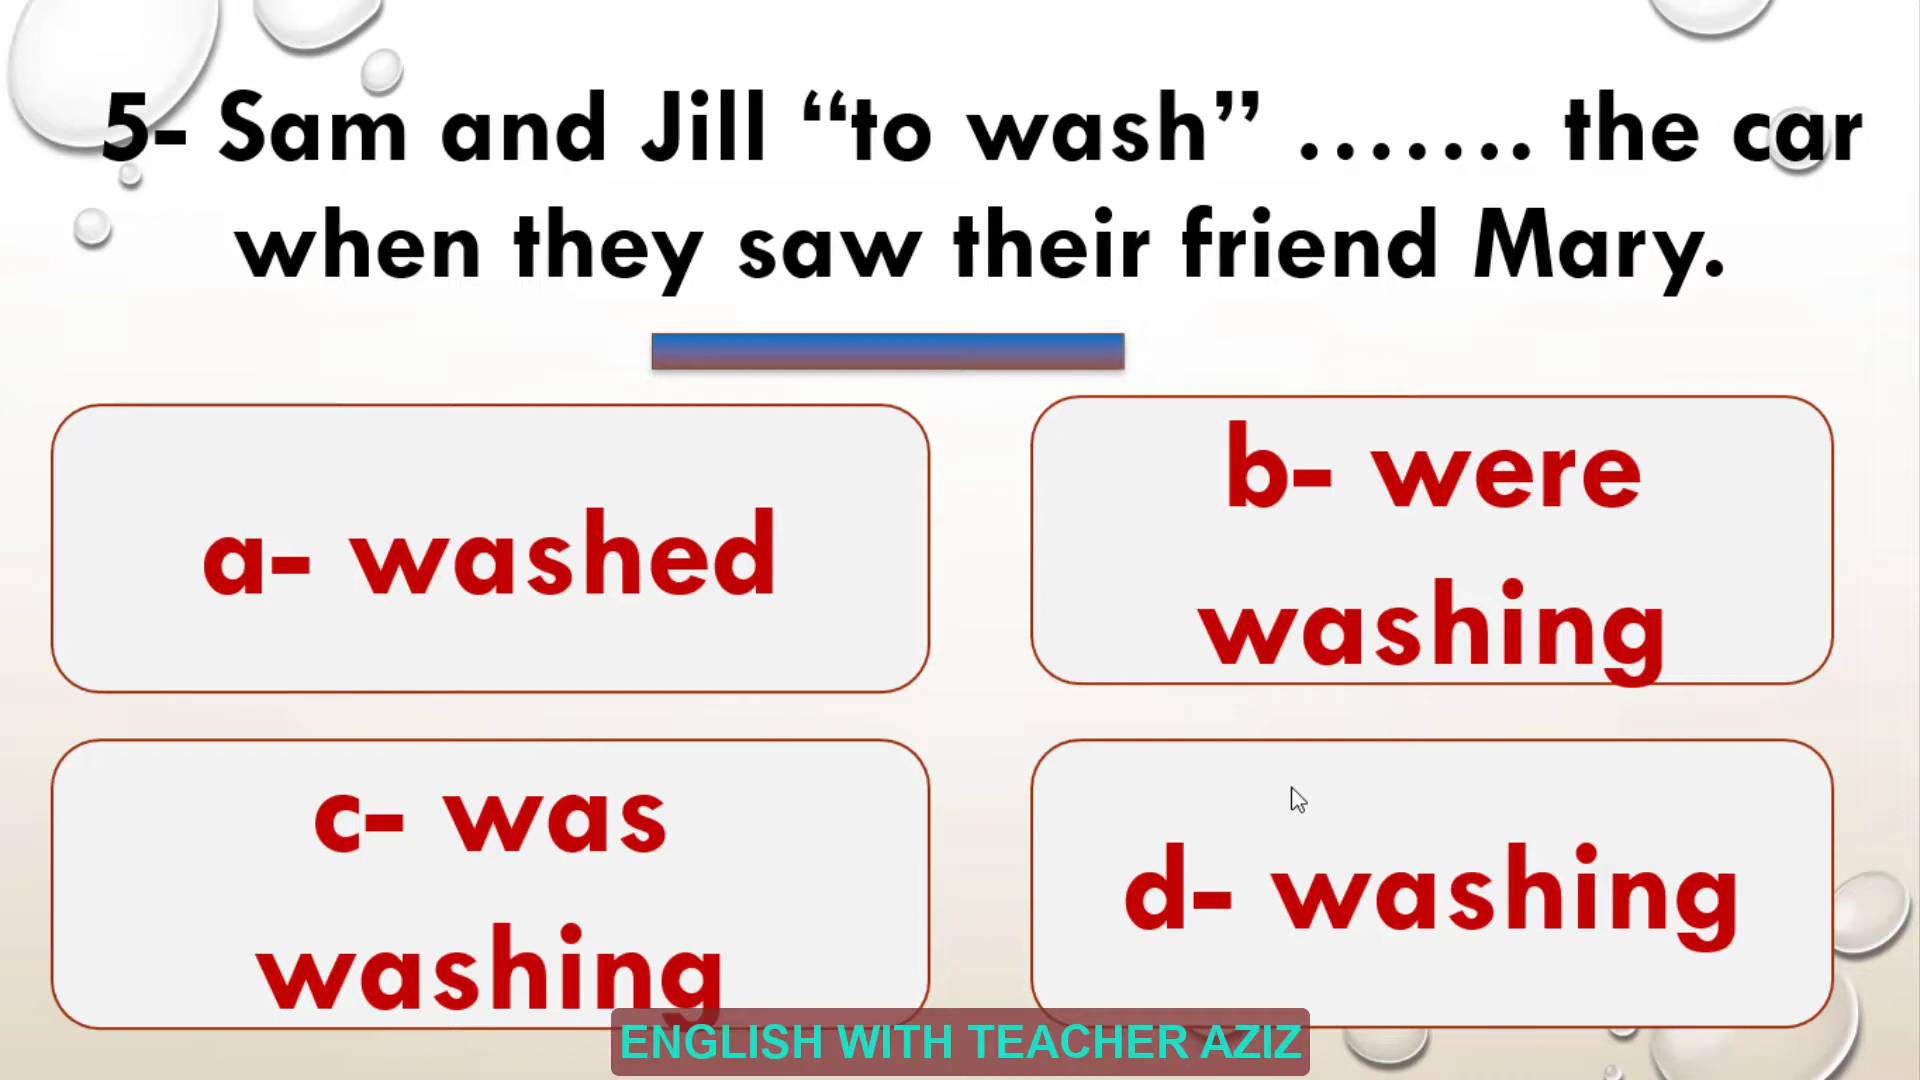 5- Sam and Jill “to wash” ……. the car
when they saw their friend Mary.
a- washed
b- were
washing
c- was
washing
d- washing
ENGLISH WITH TEACHER AZIZ